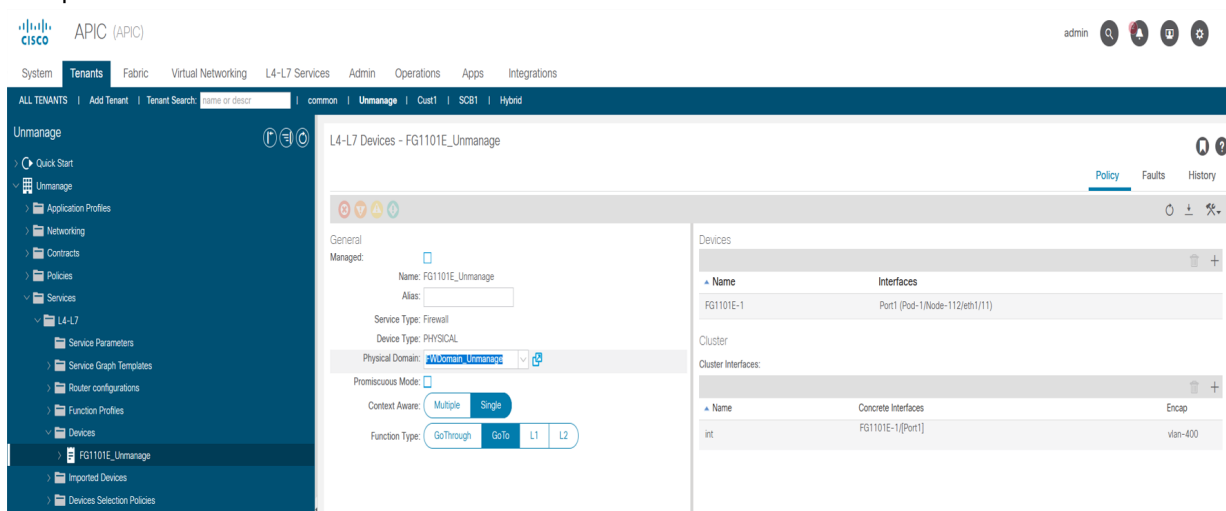 CISCO
APIC (APIC)
admin
System Tenants Fabric Virtual Networking L4-L7 Services Admin Operations Apps Integrations
ALL TENANTS | Add Tenant | Tenant Search: name or descr | common | Unmanage | Cust1 | SCB1 | Hybrid
Unmanage
Quick Start
Unmanage
Application Profiles
Networking
Contracts
Policies
Services
L4-L7
Service Parameters
Service Graph Templates
Router configurations
Function Profiles
Devices
FG1101E_Unmanage
Imported Devices
Devices Selection Policies
L4-L7 Devices - FG1101E_Unmanage
Policy Faults History
General
Managed:
Name: FG1101E_Unmanage
Alias:
Service Type: Firewall
Device Type: PHYSICAL
Physical Domain: FWDomain_Unmanage
Promiscuous Mode:
Context Aware: Multiple Single
Function Type: GoThrough GoTo L1 L2
Devices
Name Interfaces
FG1101E-1 Port1 (Pod-1/Node-112/eth1/11)
Cluster
Cluster Interfaces:
Name Concrete Interfaces Encap
int FG1101E-1/[Port1] vlan-400